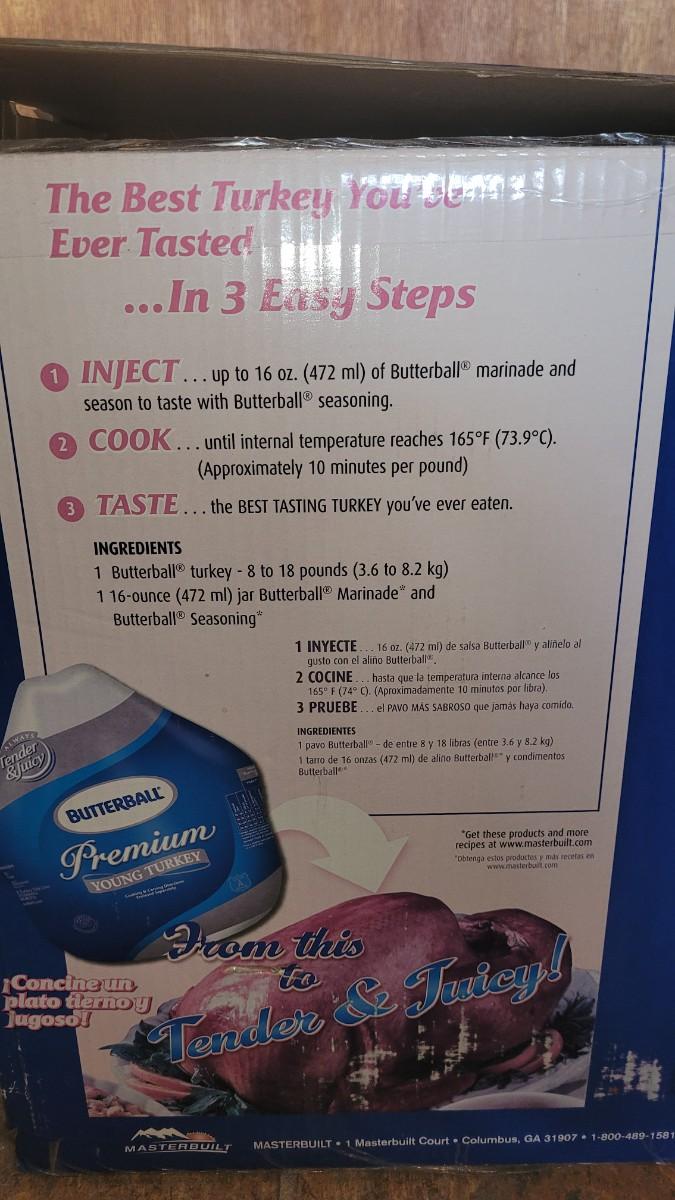 The Best Turkey You've
Ever Tasted
...In 3 Easy Steps
1 INJECT ... up to 16 oz. (472 ml) of Butterball® marinade and
season to taste with Butterball® seasoning.
2 COOK ... until internal temperature reaches 165°F (73.9°C).
(Approximately 10 minutes per pound)
3 TASTE ... the BEST TASTING TURKEY you've ever eaten.
INGREDIENTS
1 Butterball® turkey - 8 to 18 pounds (3.6 to 8.2 kg)
1 16-ounce (472 ml) jar Butterball® Marinade* and
Butterball® Seasoning*
1 INYECTE ... 16 oz. (472 ml) de salsa Butterball® y alíñelo al
gusto con el aliño Butterball®.
2 COCINE ... hasta que la temperatura interna alcance los
165° F (74° C). (Aproximadamente 10 minutos por libra).
3 PRUEBE ... el PAVO MÁS SABROSO que jamás haya comido.
INGREDIENTES
1 pavo Butterball® – de entre 8 y 18 libras (entre 3.6 y 8.2 kg)
1 tarro de 16 onzas (472 ml) de aliño Butterball®* y condimentos
Butterball®*
ALWAYS
Tender
&Juicy
BUTTERBALL®
Premium
YOUNG TURKEY
*Get these products and more
recipes at www.masterbuilt.com
*Obtenga estos productos y más recetas en
www.masterbuilt.com
From this
to
Tender & Juicy!
¡Concine un
plato tierno y
jugoso!
MASTERBUILT
MASTERBUILT • 1 Masterbuilt Court • Columbus, GA 31907 • 1-800-489-1581